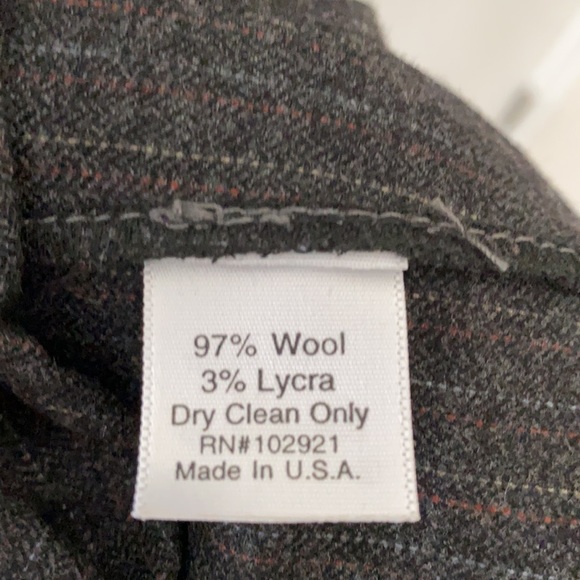 97% Wool
3% Lycra
Dry Clean Only
RN#102921
Made In U.S.A.